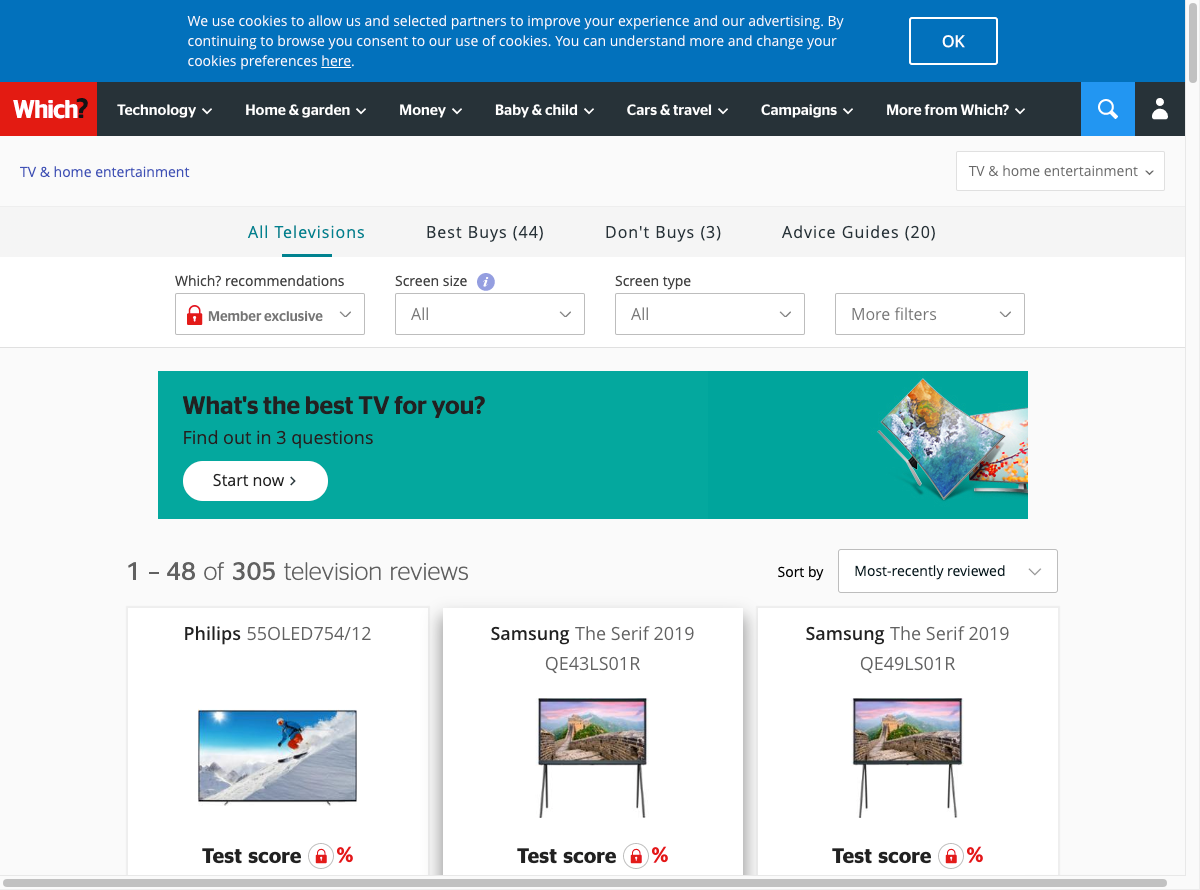 We use cookies to allow us and selected partners to improve your experience and our advertising. By
continuing to browse you consent to our use of cookies. You can understand more and change your
cookies preferences here.
OK
Which?
Technology
Home & garden
Money
Baby & child
Cars & travel
Campaigns
More from Which?
TV & home entertainment
TV & home entertainment
All Televisions
Best Buys (44)
Don't Buys (3)
Advice Guides (20)
Which? recommendations
Member exclusive
Screen size i
All
Screen type
All
More filters
What's the best TV for you?
Find out in 3 questions
Start now >
1 – 48 of 305 television reviews
Sort by
Most-recently reviewed
Philips 55OLED754/12
Test score %
Samsung The Serif 2019
QE43LS01R
Test score %
Samsung The Serif 2019
QE49LS01R
Test score %